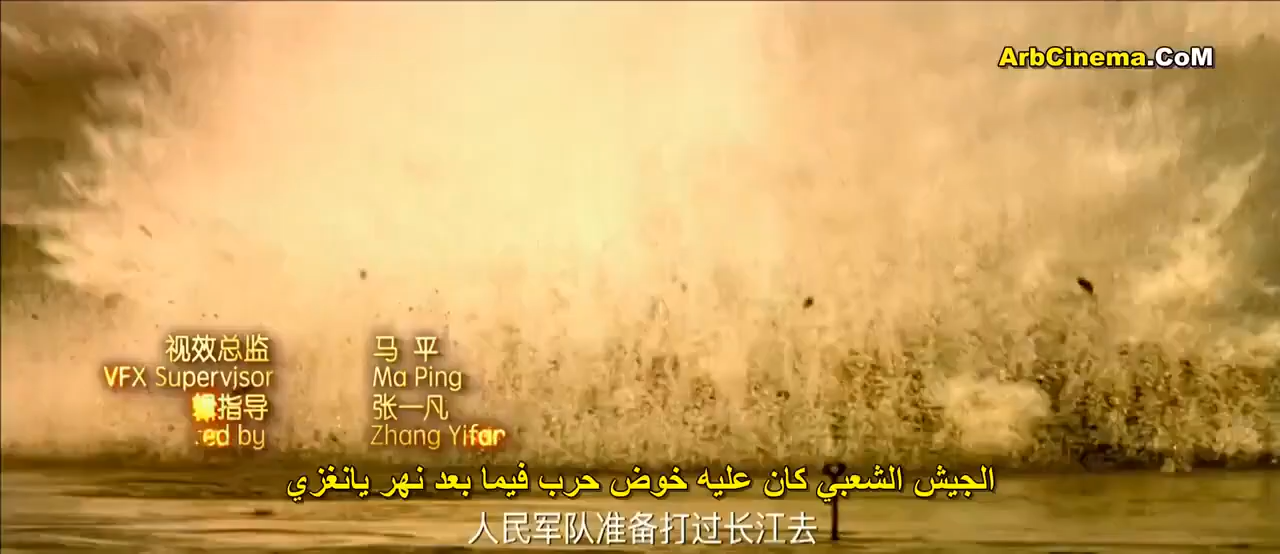 ArbCinema.CoM
视效总监 马 平
VFX Supervisor Ma Ping
指导 张一凡
ed by Zhang Yifan
الجيش الشعبي كان عليه خوض حرب فيما بعد نهر يانغزي
人民军队准备打过长江去